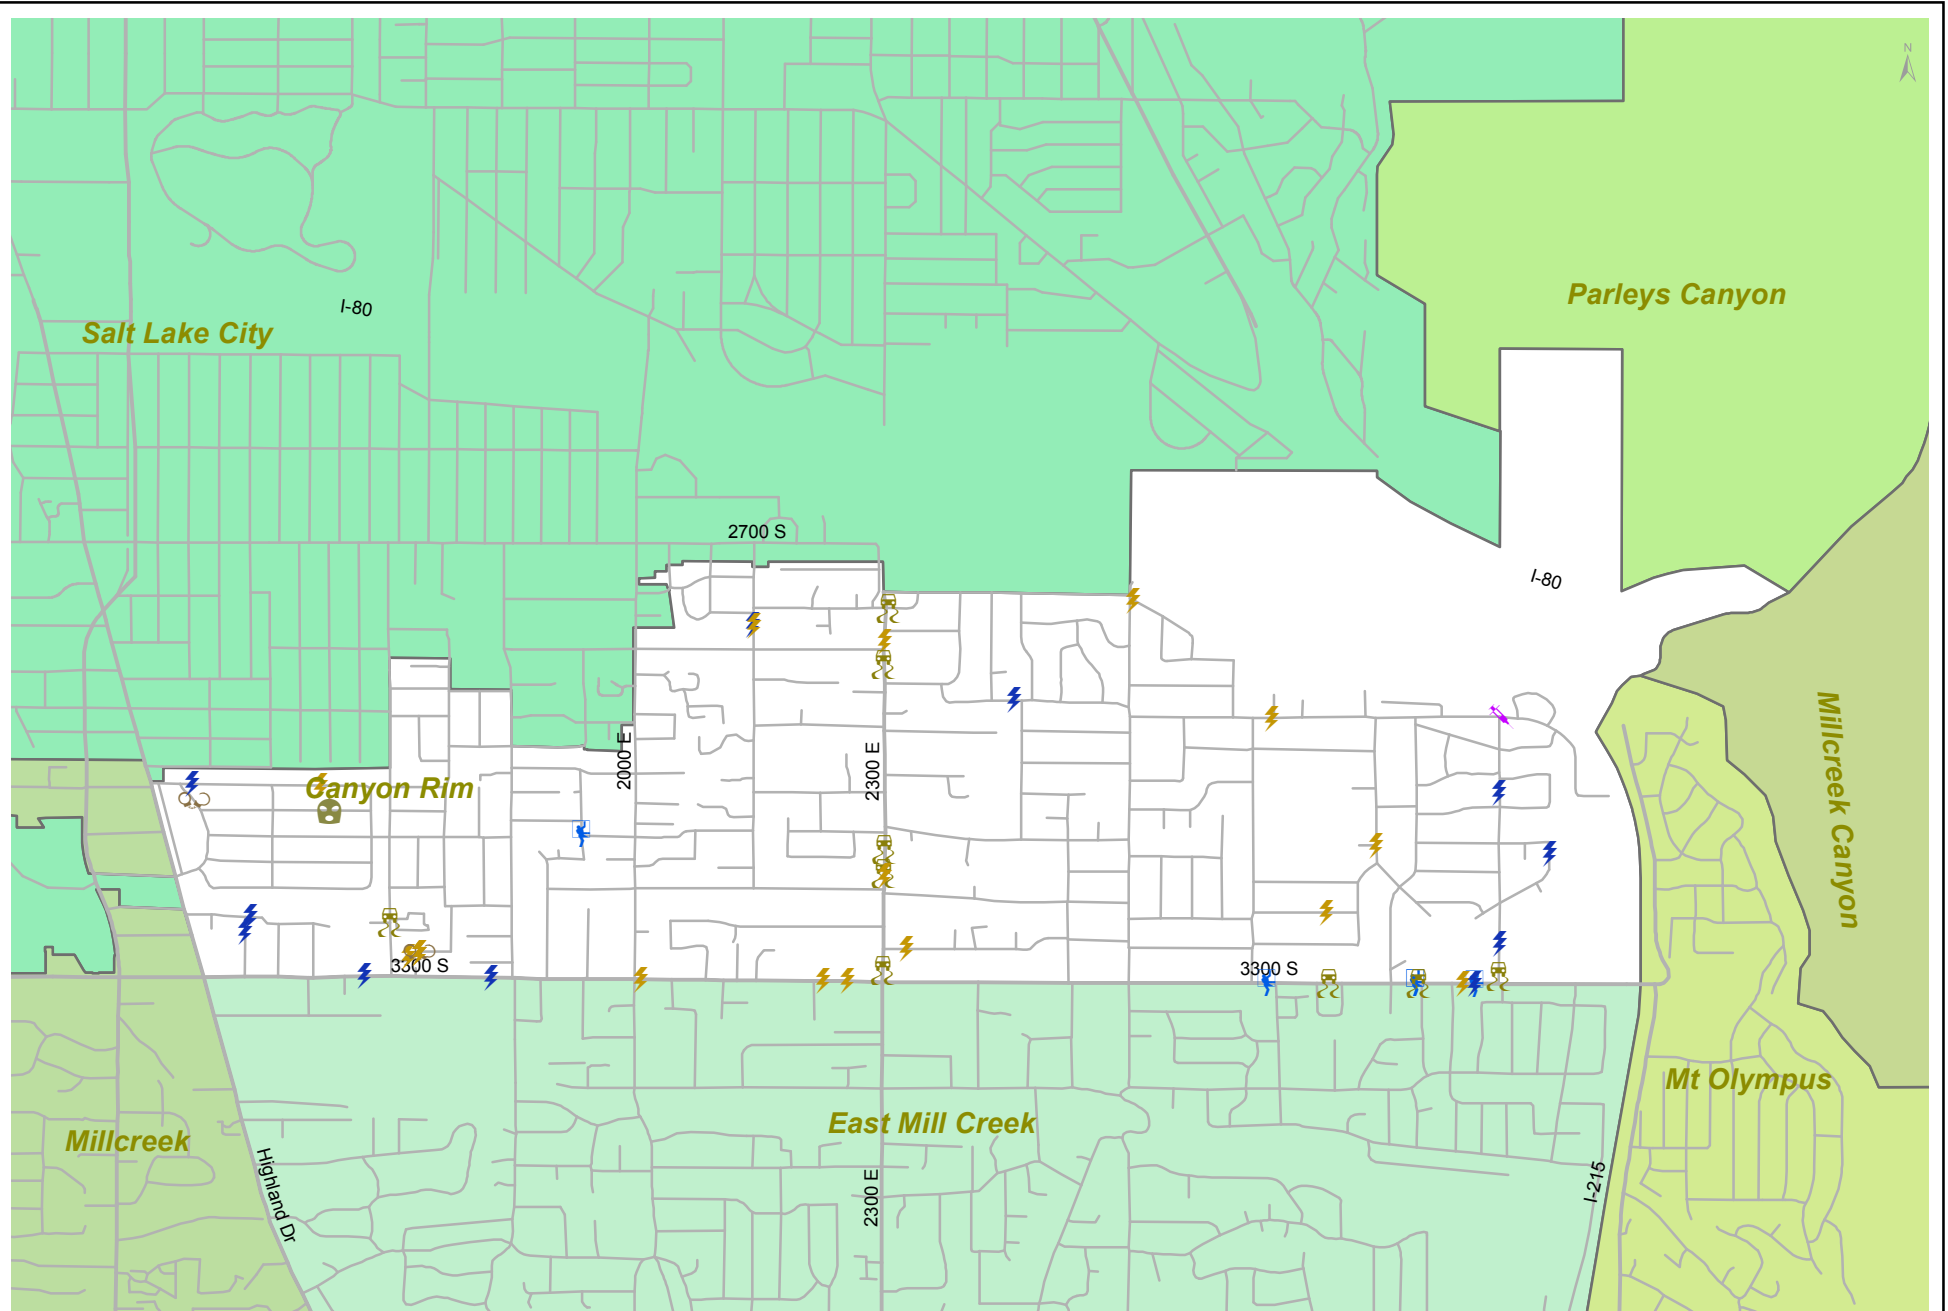 N
Parleys Canyon
I-80
Salt Lake City
2700 S
I-80
Canyon Rim
2000 E
2300 E
Millcreek Canyon
3300 S
3300 S
Mt Olympus
East Mill Creek
Millcreek
Highland Dr
2300 E
I-215